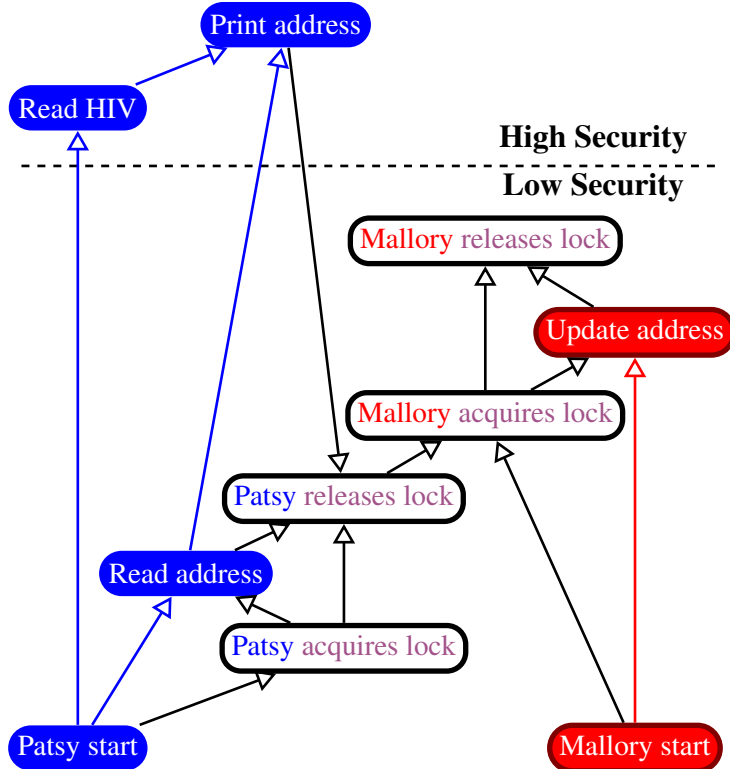 Print address
Read HIV
High Security
Low Security
Mallory releases lock
Update address
Mallory acquires lock
Patsy releases lock
Read address
Patsy acquires lock
Patsy start
Mallory start